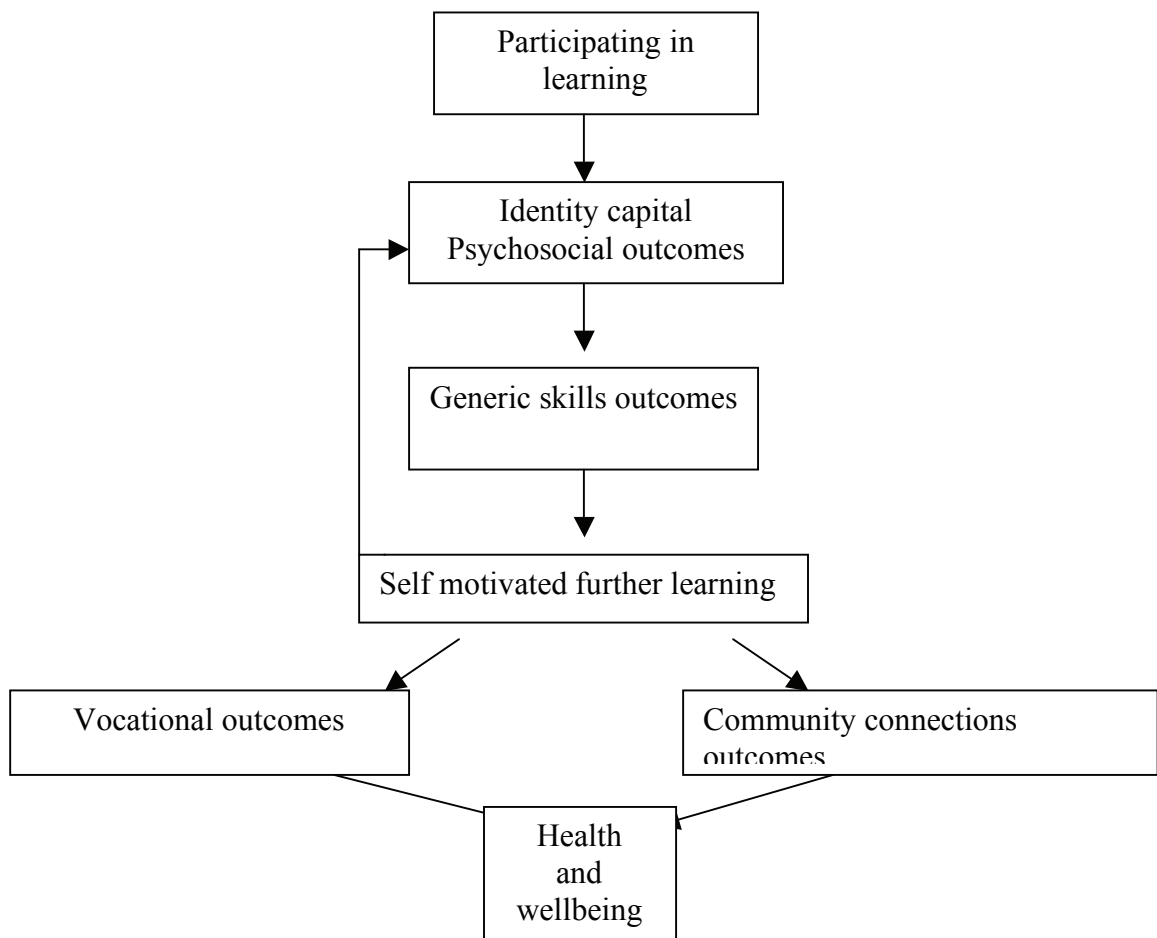 Participating in
learning
Identity capital
Psychosocial outcomes
Generic skills outcomes
Self motivated further learning
Vocational outcomes
Community connections
outcomes
Health
and
wellbeing